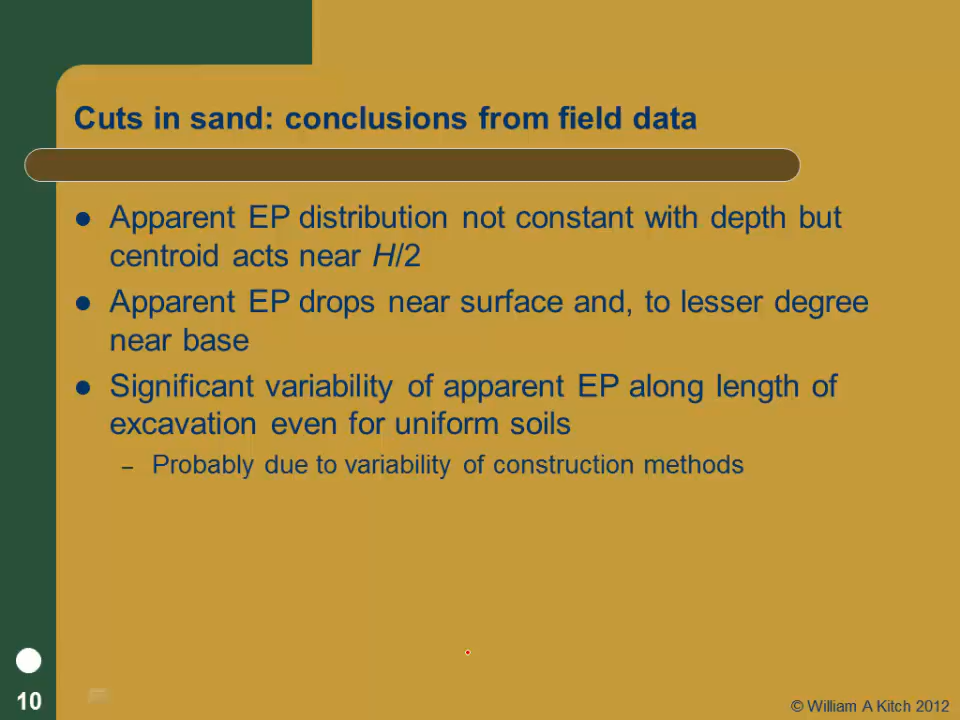 Cuts in sand: conclusions from field data
● Apparent EP distribution not constant with depth but
centroid acts near H/2
● Apparent EP drops near surface and, to lesser degree
near base
● Significant variability of apparent EP along length of
excavation even for uniform soils
– Probably due to variability of construction methods
10
© William A Kitch 2012